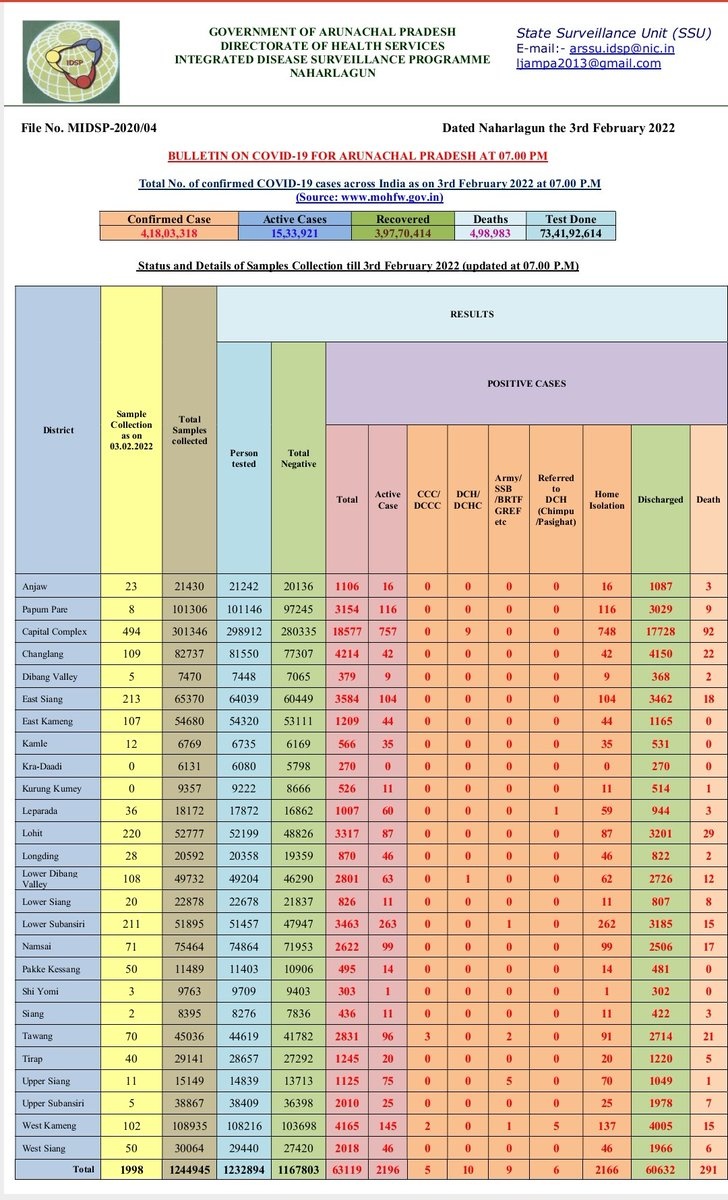 IDSP
GOVERNMENT OF ARUNACHAL PRADESH
DIRECTORATE OF HEALTH SERVICES
INTEGRATED DISEASE SURVEILLANCE PROGRAMME
NAHARLAGUN
State Surveillance Unit (SSU)
E-mail:- arssu.idsp@nic.in
ljampa2013@gmail.com
File No. MIDSP-2020/04 Dated Naharlagun the 3rd February 2022
BULLETIN ON COVID-19 FOR ARUNACHAL PRADESH AT 07.00 PM
Total No. of confirmed COVID-19 cases across India as on 3rd February 2022 at 07.00 P.M
(Source: www.mohfw.gov.in)
Confirmed Case Active Cases Recovered Deaths Test Done
4,18,03,318 15,33,921 3,97,70,414 4,98,983 73,41,92,614
Status and Details of Samples Collection till 3rd February 2022 (updated at 07.00 P.M)
District
Sample
Collection
as on
03.02.2022
Total
Samples
collected
RESULTS
Person
tested
Total
Negative
POSITIVE CASES
Total
Active
Case
CCC/
DCCC
DCH/
DCHC
Army/
SSB
/BRTF
GREF
etc
Referred
to
DCH
(Chimpu
/Pasighat)
Home
Isolation
Discharged
Death
Anjaw 23 21430 21242 20136 1106 16 0 0 0 0 16 1087 3
Papum Pare 8 101306 101146 97245 3154 116 0 0 0 0 116 3029 9
Capital Complex 494 301346 298912 280335 18577 757 0 9 0 0 748 17728 92
Changlang 109 82737 81550 77307 4214 42 0 0 0 0 42 4150 22
Dibang Valley 5 7470 7448 7065 379 9 0 0 0 0 9 368 2
East Siang 213 65370 64039 60449 3584 104 0 0 0 0 104 3462 18
East Kameng 107 54680 54320 53111 1209 44 0 0 0 0 44 1165 0
Kamle 12 6769 6735 6169 566 35 0 0 0 0 35 531 0
Kra-Daadi 0 6131 6080 5798 270 0 0 0 0 0 0 270 0
Kurung Kumey 0 9357 9222 8666 526 11 0 0 0 0 11 514 1
Leparada 36 18172 17872 16862 1007 60 0 0 0 1 59 944 3
Lohit 220 52777 52199 48826 3317 87 0 0 0 0 87 3201 29
Longding 28 20592 20358 19359 870 46 0 0 0 0 46 822 2
Lower Dibang
Valley 108 49732 49204 46290 2801 63 0 1 0 0 62 2726 12
Lower Siang 20 22878 22678 21837 826 11 0 0 0 0 11 807 8
Lower Subansiri 211 51895 51457 47947 3463 263 0 0 1 0 262 3185 15
Namsai 71 75464 74864 71953 2622 99 0 0 0 0 99 2506 17
Pakke Kessang 50 11489 11403 10906 495 14 0 0 0 0 14 481 0
Shi Yomi 3 9763 9709 9403 303 1 0 0 0 0 1 302 0
Siang 2 8395 8276 7836 436 11 0 0 0 0 11 422 3
Tawang 70 45036 44619 41782 2831 96 3 0 2 0 91 2714 21
Tirap 40 29141 28657 27292 1245 20 0 0 0 0 20 1220 5
Upper Siang 11 15149 14839 13713 1125 75 0 0 5 0 70 1049 1
Upper Subansiri 5 38867 38409 36398 2010 25 0 0 0 0 25 1978 7
West Kameng 102 108935 108216 103698 4165 145 2 0 1 5 137 4005 15
West Siang 50 30064 29440 27420 2018 46 0 0 0 0 46 1966 6
Total 1998 1244945 1232894 1167803 63119 2196 5 10 9 6 2166 60632 291